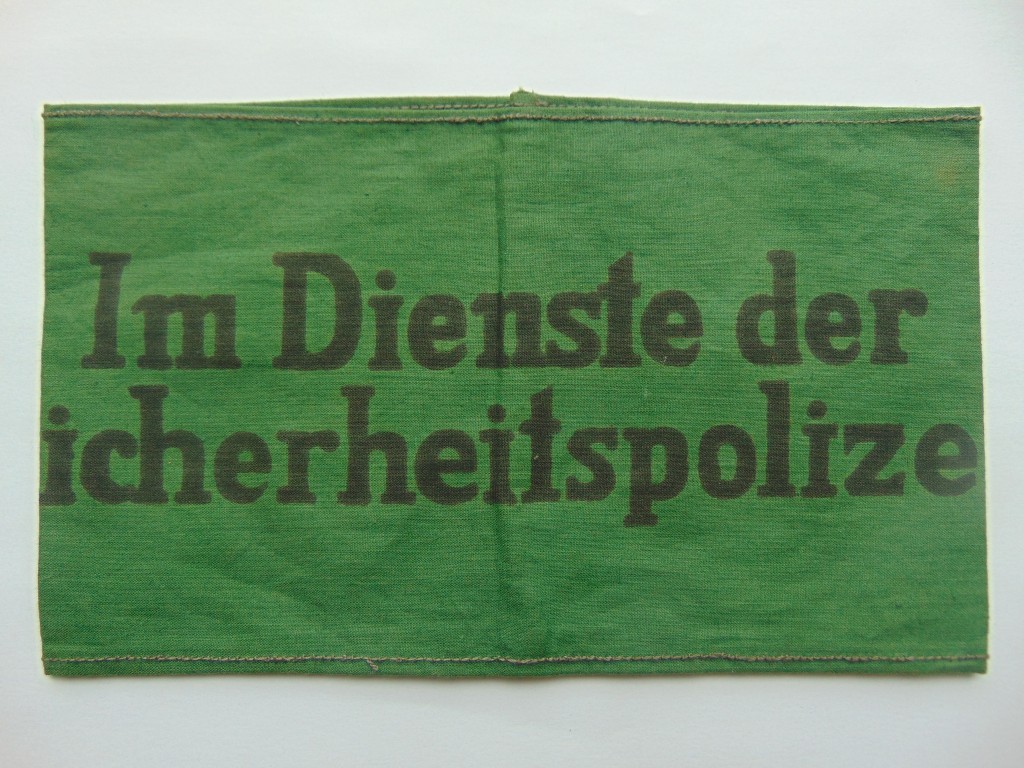 Im Dienste der
icherheitspolize